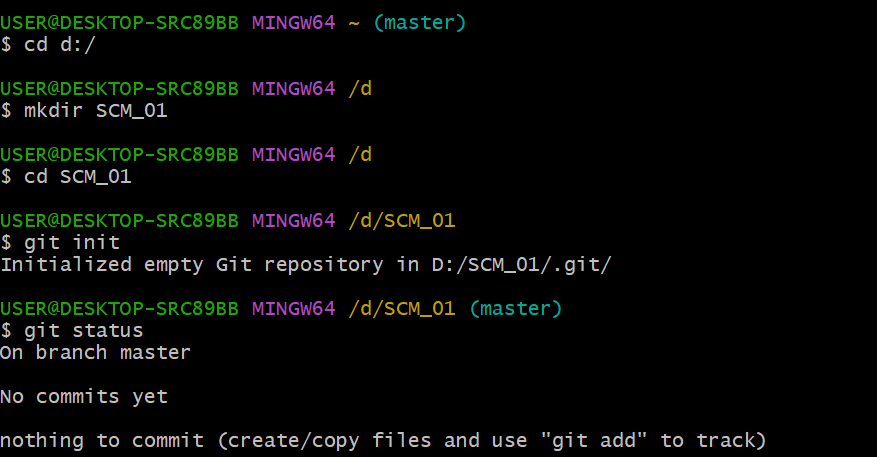 USER@DESKTOP-SRC89BB MINGW64 ~ (master)
$ cd d:/
USER@DESKTOP-SRC89BB MINGW64 /d
$ mkdir SCM_01
USER@DESKTOP-SRC89BB MINGW64 /d
$ cd SCM_01
USER@DESKTOP-SRC89BB MINGW64 /d/SCM_01
$ git init
Initialized empty Git repository in D:/SCM_01/.git/
USER@DESKTOP-SRC89BB MINGW64 /d/SCM_01 (master)
$ git status
On branch master
No commits yet
nothing to commit (create/copy files and use "git add" to track)